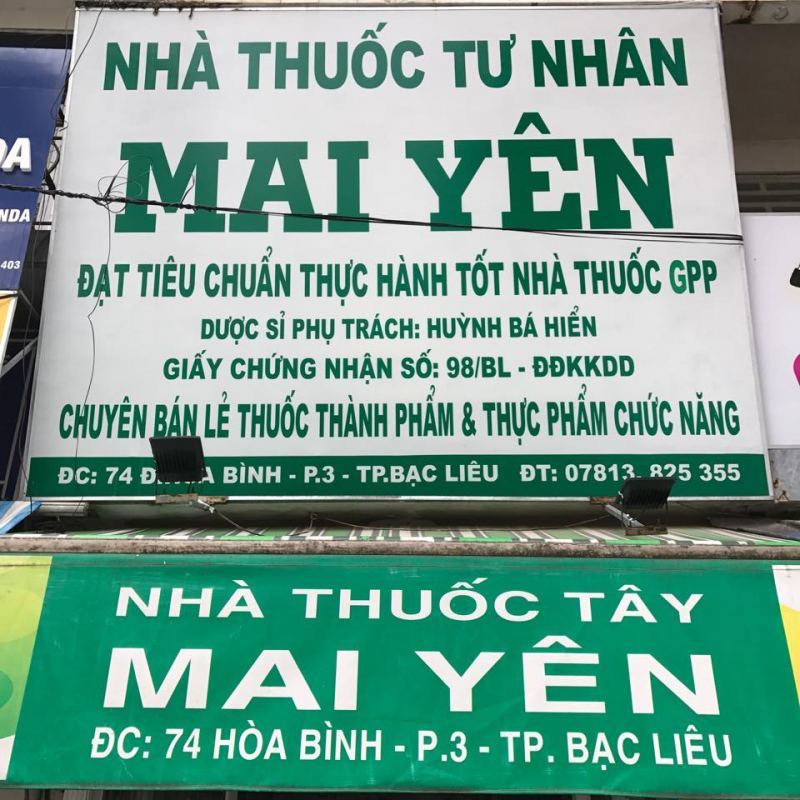 NHÀ THUỐC TƯ NHÂN
MAI YÊN
ĐẠT TIÊU CHUẨN THỰC HÀNH TỐT NHÀ THUỐC GPP
DƯỢC SỈ PHỤ TRÁCH: HUỲNH BÁ HIỂN
GIẤY CHỨNG NHẬN SỐ: 98/BL - ĐĐKKDD
CHUYÊN BÁN LẺ THUỐC THÀNH PHẨM & THỰC PHẨM CHỨC NĂNG
ĐC: 74 BÌNH - P.3 - TP.BẠC LIÊU ĐT: 07813. 825 355
NHÀ THUỐC TÂY
MAI YÊN
ĐC: 74 HÒA BÌNH - P.3 - TP. BẠC LIÊU
403